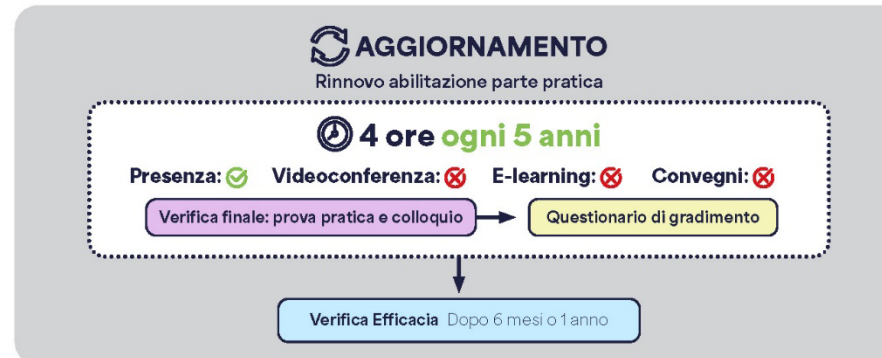 AGGIORNAMENTO
Rinnovo abilitazione parte pratica
4 ore ogni 5 anni
Presenza: Videoconferenza: E-learning: Convegni:
Verifica finale: prova pratica e colloquio Questionario di gradimento
Verifica Efficacia Dopo 6 mesi o 1 anno